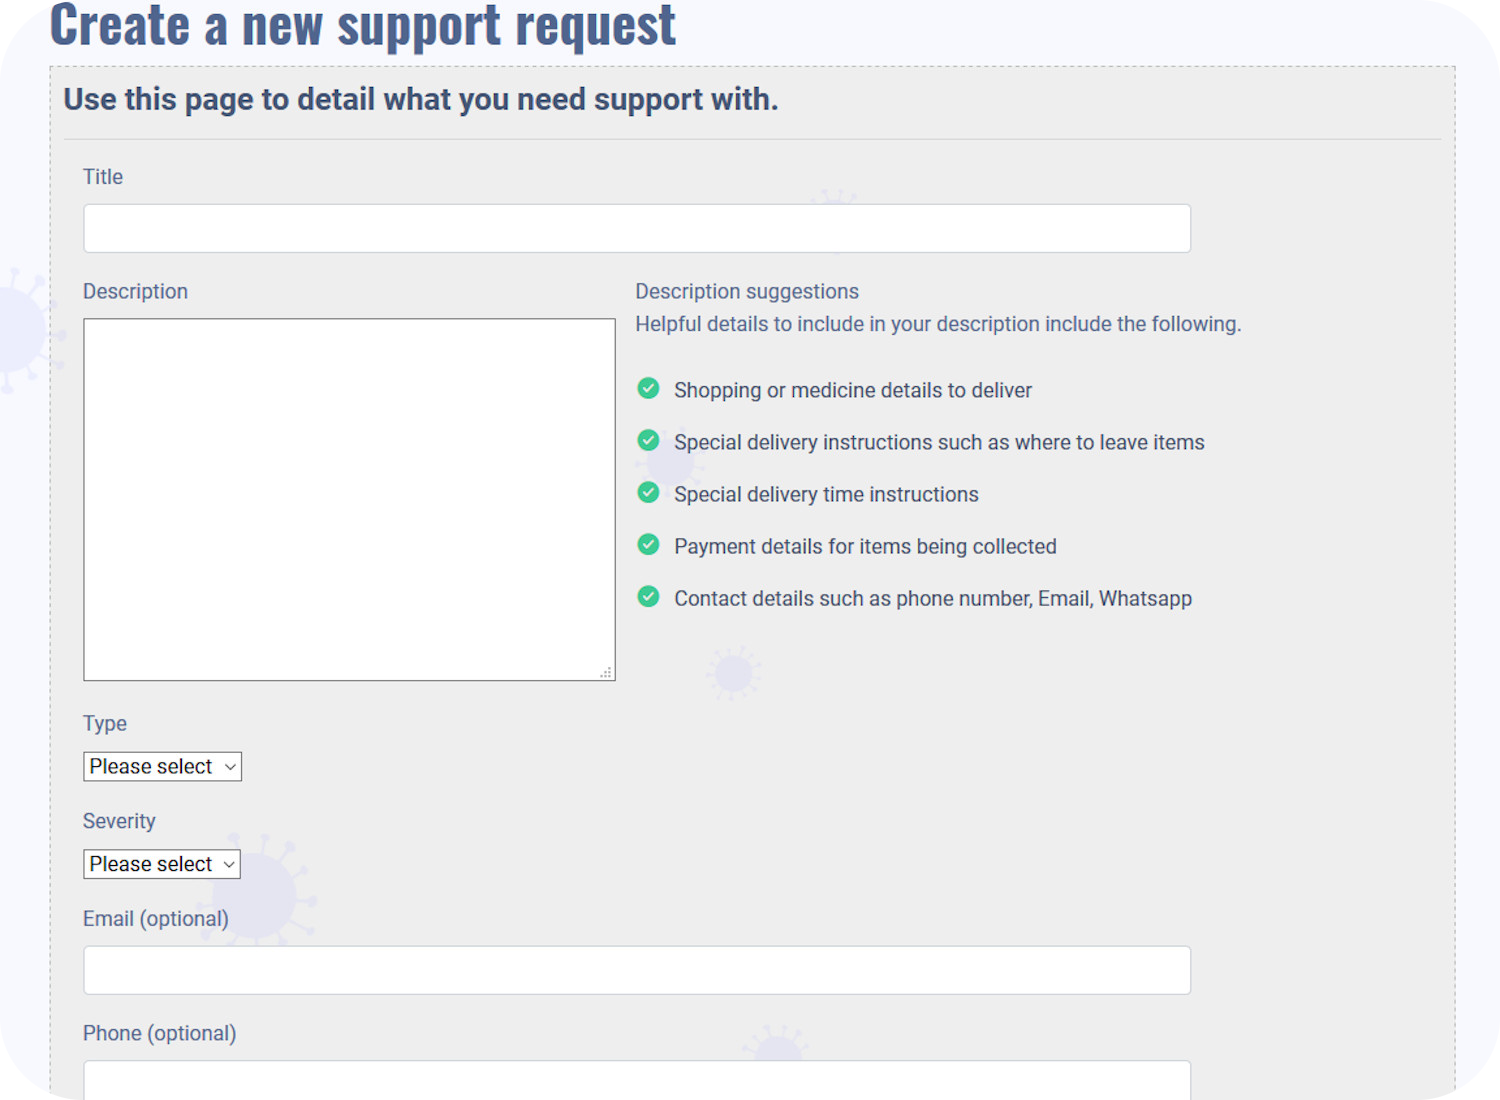 Create a new support request
Use this page to detail what you need support with.
Title
Description
Description suggestions
Helpful details to include in your description include the following.
Shopping or medicine details to deliver
Special delivery instructions such as where to leave items
Special delivery time instructions
Payment details for items being collected
Contact details such as phone number, Email, Whatsapp
Type
Please select
Severity
Please select
Email (optional)
Phone (optional)